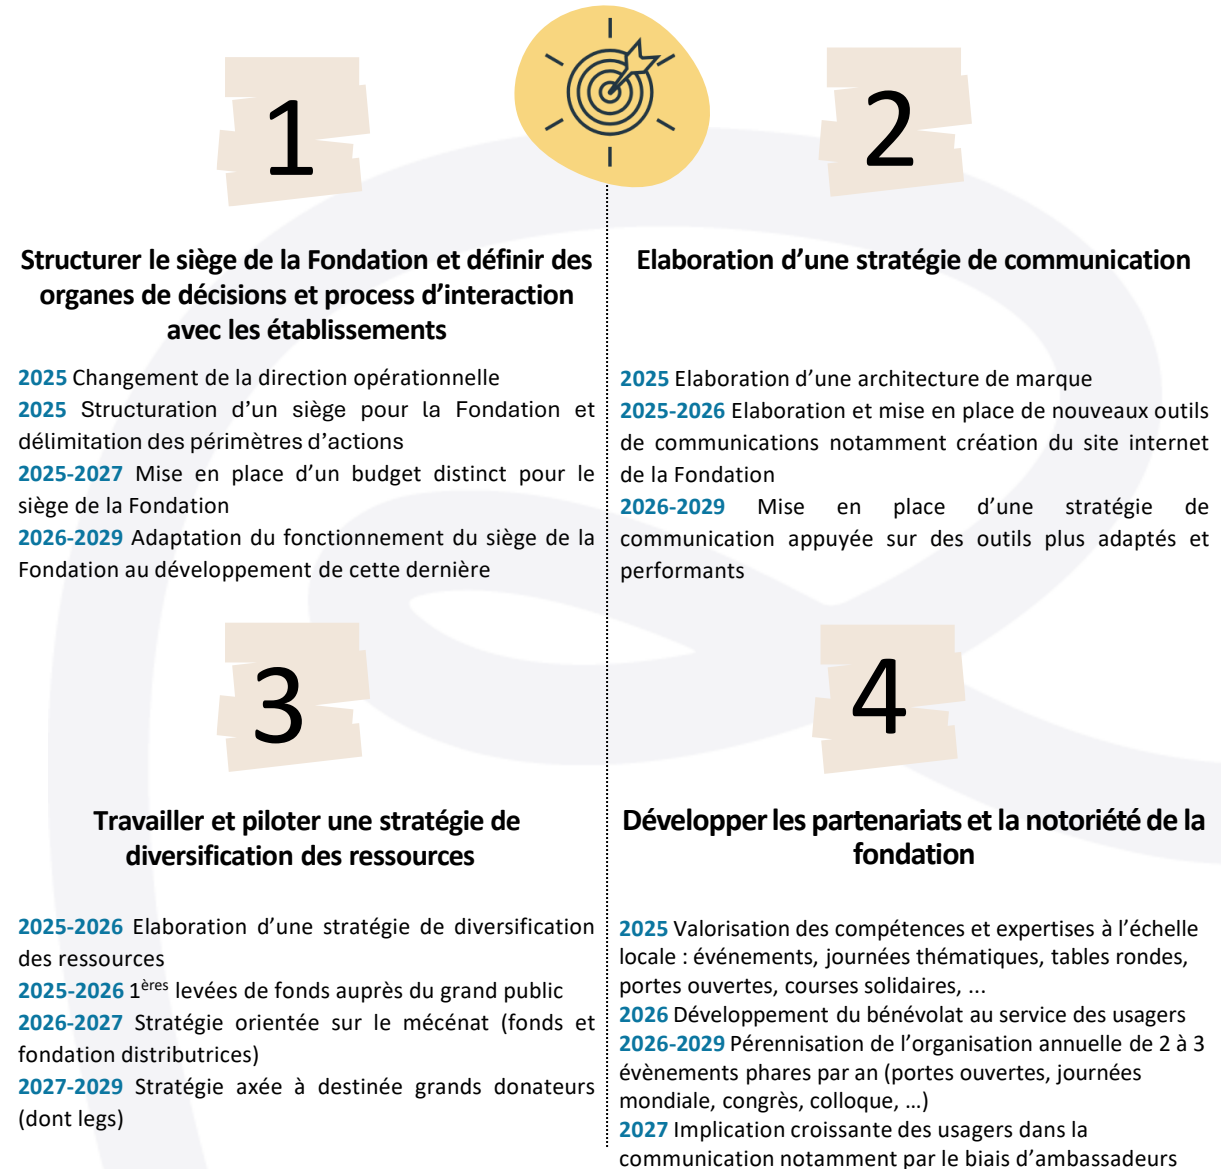 1
Structurer le siège de la Fondation et définir des
organes de décisions et process d’interaction
avec les établissements
2025 Changement de la direction opérationnelle
2025 Structuration d’un siège pour la Fondation et
délimitation des périmètres d’actions
2025-2027 Mise en place d’un budget distinct pour le
siège de la Fondation
2026-2029 Adaptation du fonctionnement du siège de la
Fondation au développement de cette dernière
2
Elaboration d’une stratégie de communication
2025 Elaboration d’une architecture de marque
2025-2026 Elaboration et mise en place de nouveaux outils
de communications notamment création du site internet
de la Fondation
2026-2029 Mise en place d’une stratégie de
communication appuyée sur des outils plus adaptés et
performants
3
Travailler et piloter une stratégie de
diversification des ressources
2025-2026 Elaboration d’une stratégie de diversification
des ressources
2025-2026 1ères levées de fonds auprès du grand public
2026-2027 Stratégie orientée sur le mécénat (fonds et
fondation distributrices)
2027-2029 Stratégie axée à destinée grands donateurs
(dont legs)
4
Développer les partenariats et la notoriété de la
fondation
2025 Valorisation des compétences et expertises à l’échelle
locale : événements, journées thématiques, tables rondes,
portes ouvertes, courses solidaires, ...
2026 Développement du bénévolat au service des usagers
2026-2029 Pérennisation de l’organisation annuelle de 2 à 3
évènements phares par an (portes ouvertes, journées
mondiale, congrès, colloque, …)
2027 Implication croissante des usagers dans la
communication notamment par le biais d’ambassadeurs